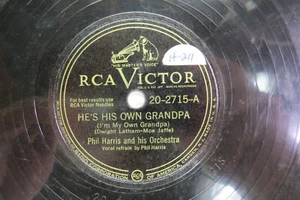 "HIS MASTER'S VOICE"
H-211
RCA VICTOR
For best results use
RCA Victor Needles
20-2715-A
HE'S HIS OWN GRANDPA
(I'm My Own Grandpa)
(Dwight Latham-Moe Jaffe)
Phil Harris and his Orchestra
Vocal refrain by Phil Harris